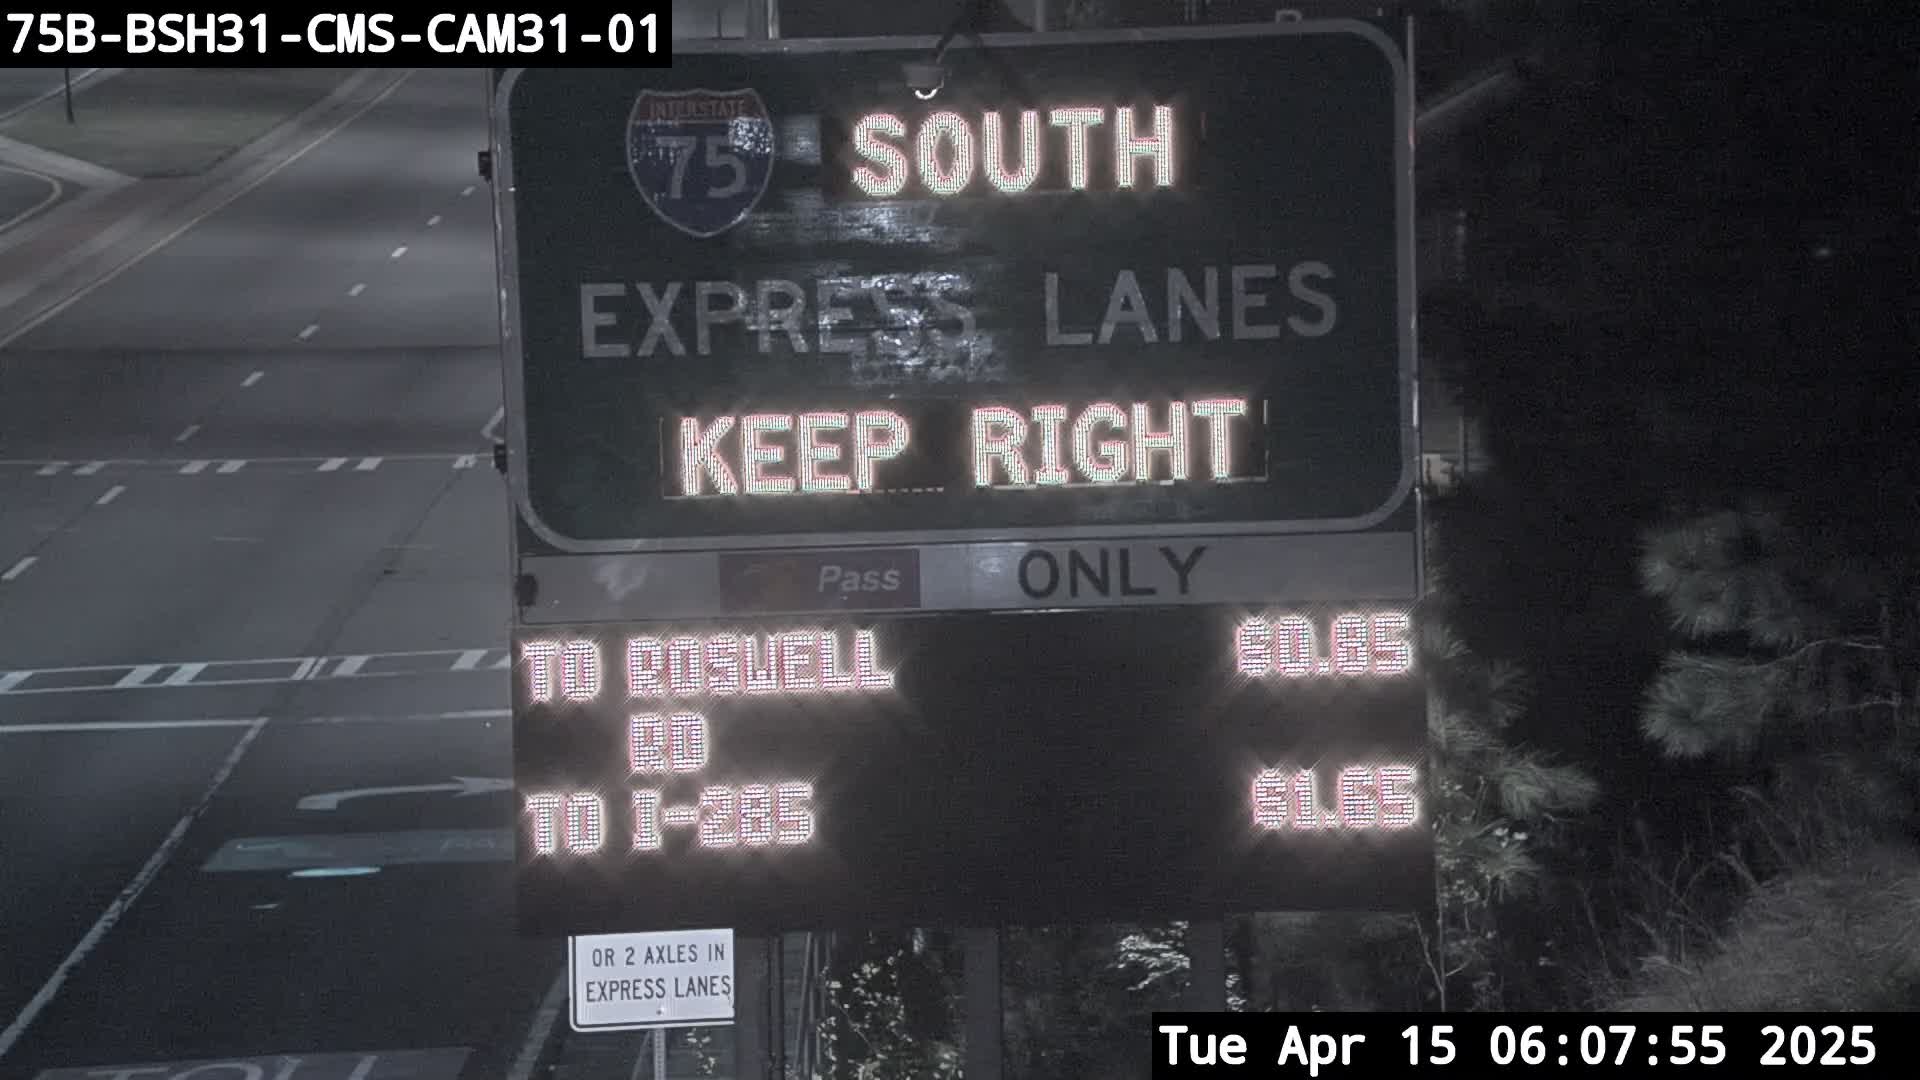 75B-BSH31-CMS-CAM31-01
INTERSTATE
75 SOUTH
EXPRESS LANES
KEEP RIGHT
Pass ONLY
TO ROSWELL $0.85
RD
TO I-285 $1.65
OR 2 AXLES IN
EXPRESS LANES
TOLL
Tue Apr 15 06:07:55 2025